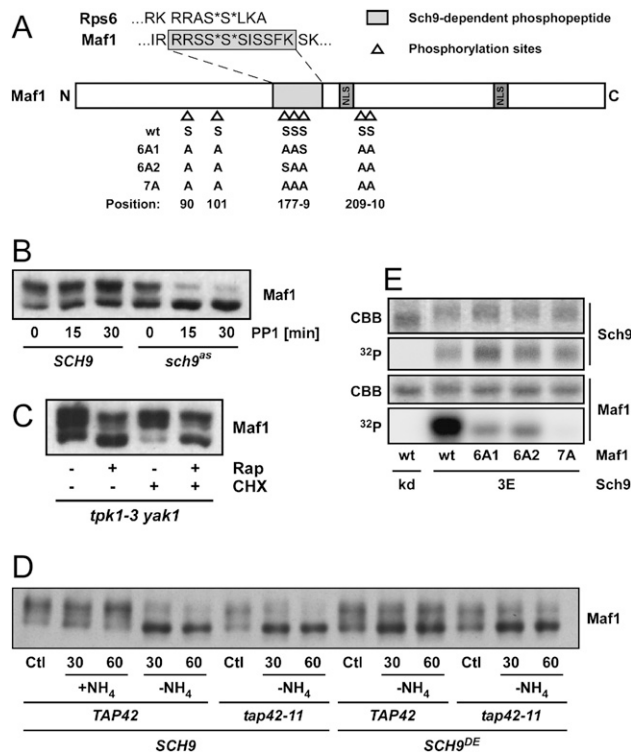 A
Rps6 ...RK RRAS*S*LKA
Maf1 ...IR RRSS*S*SISSFK SK...
Sch9-dependent phosphopeptide
Phosphorylation sites
Maf1 N NLS NLS C
wt S S SSS SS
6A1 A A AAS AA
6A2 A A SAA AA
7A A A AAA AA
Position: 90 101 177-9 209-10
B
Maf1
0 15 30 0 15 30 PP1 [min]
SCH9 sch9as
C
Maf1
- + - + Rap
- - + + CHX
tpk1-3 yak1
E
CBB
32P
Sch9
CBB
32P
Maf1
wt wt 6A1 6A2 7A Maf1
kd 3E Sch9
D
Maf1
Ctl 30 60 30 60 Ctl 30 60 Ctl 30 60 Ctl 30 60
+NH4 -NH4 -NH4 -NH4 -NH4
TAP42 tap42-11 TAP42 tap42-11
SCH9 SCH9DE